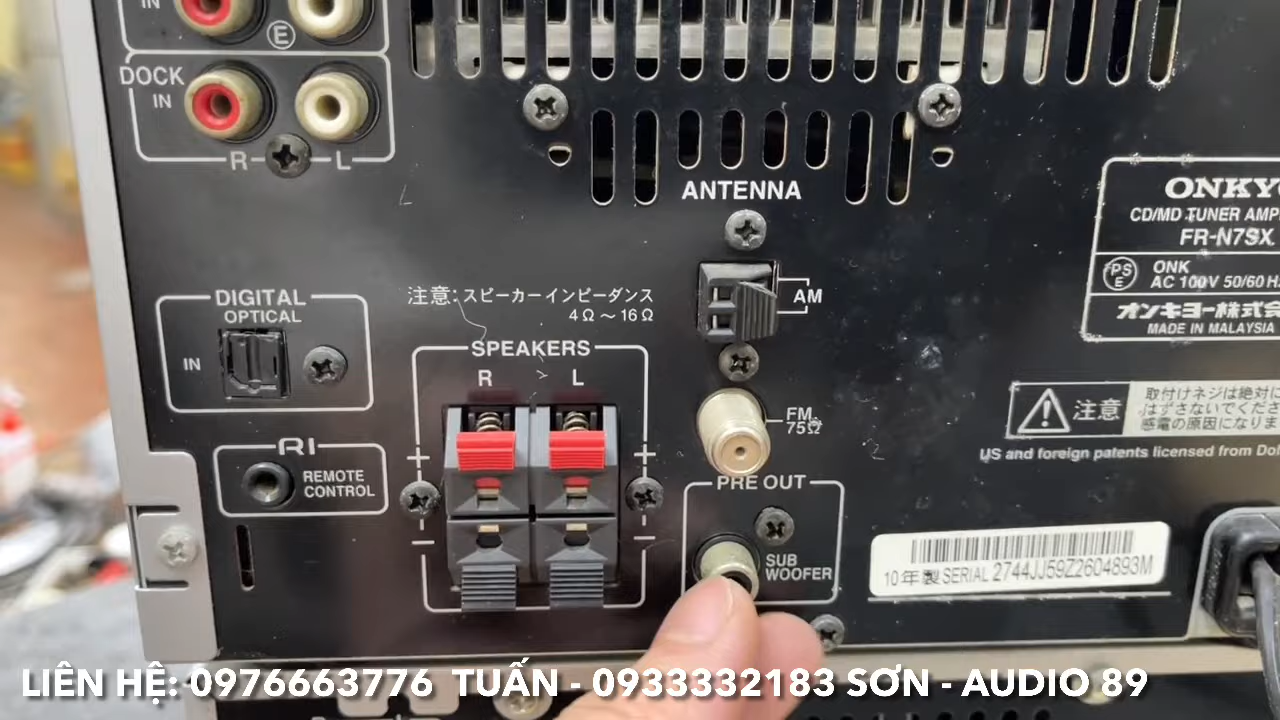 IN
E
DOCK
IN
R L
ANTENNA
AM
FM
75Ω
DIGITAL
OPTICAL
IN
RI
REMOTE
CONTROL
注意:スピーカーインピーダンス
4Ω～16Ω
SPEAKERS
R L
+ +
− −
PRE OUT
SUB
WOOFER
ONKY
CD/MD TUNER AMP
FR-N7SX
PS
E
ONK
AC 100V 50/60 H
オンキヨー株式会
MADE IN MALAYSIA
注意
取付けネジは絶対に
はずさないでくださ
感電の原因になりま
US and foreign patents licensed from Dol
10年製 SERIAL 2744JJ59Z2604893M
LIÊN HỆ: 0976663776 TUẤN - 0933332183 SƠN - AUDIO 89